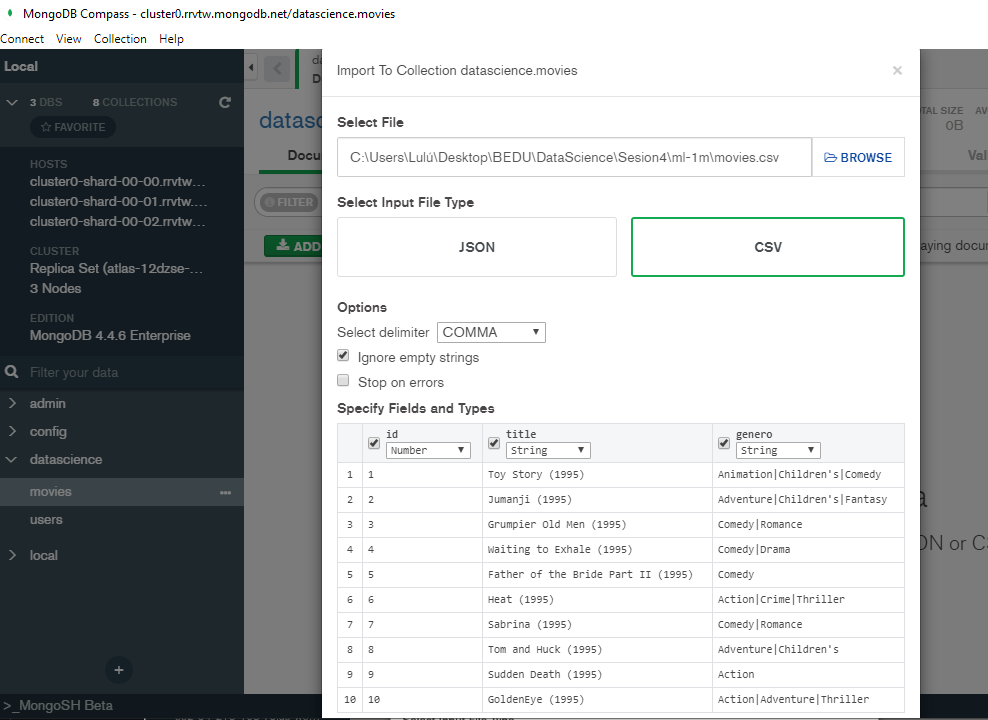 MongoDB Compass - cluster0.rrvtw.mongodb.net/datascience.movies
Connect View Collection Help
Local
3 DBS 8 COLLECTIONS
FAVORITE
HOSTS
cluster0-shard-00-00.rrvtw...
cluster0-shard-00-01.rrvtw....
cluster0-shard-00-02.rrvtw...
CLUSTER
Replica Set (atlas-12dzse-...
3 Nodes
EDITION
MongoDB 4.4.6 Enterprise
Filter your data
admin
config
datascience
movies
users
local
>_MongoSH Beta
da
D
datasc
Docu
FILTER
ADD
Import To Collection datascience.movies
Select File
C:\Users\Lulú\Desktop\BEDU\DataScience\Sesion4\ml-1m\movies.csv
BROWSE
Select Input File Type
JSON CSV
Options
Select delimiter COMMA
Ignore empty strings
Stop on errors
Specify Fields and Types
id title genero
Number String String
1 1 Toy Story (1995) Animation|Children's|Comedy
2 2 Jumanji (1995) Adventure|Children's|Fantasy
3 3 Grumpier Old Men (1995) Comedy|Romance
4 4 Waiting to Exhale (1995) Comedy|Drama
5 5 Father of the Bride Part II (1995) Comedy
6 6 Heat (1995) Action|Crime|Thriller
7 7 Sabrina (1995) Comedy|Romance
8 8 Tom and Huck (1995) Adventure|Children's
9 9 Sudden Death (1995) Action
10 10 GoldenEye (1995) Action|Adventure|Thriller
TAL SIZE AV
0B
Val
aying docu
a
ON or C